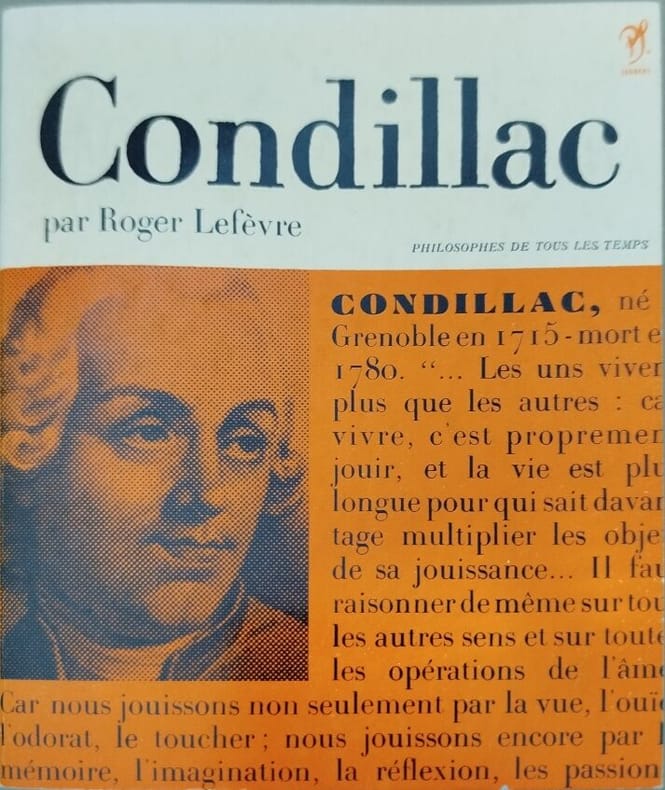 Condillac
par Roger Lefèvre
PHILOSOPHES DE TOUS LES TEMPS
CONDILLAC, né
Grenoble en 1715 - mort e
1780. “... Les uns viven
plus que les autres : ca
vivre, c'est propremen
jouir, et la vie est plu
longue pour qui sait davan
tage multiplier les obje
de sa jouissance... Il fau
raisonner de même sur tou
les autres sens et sur toute
les opérations de l'âme
Car nous jouissons non seulement par la vue, l'ouïe
l'odorat, le toucher ; nous jouissons encore par l
mémoire, l'imagination, la réflexion, les passion